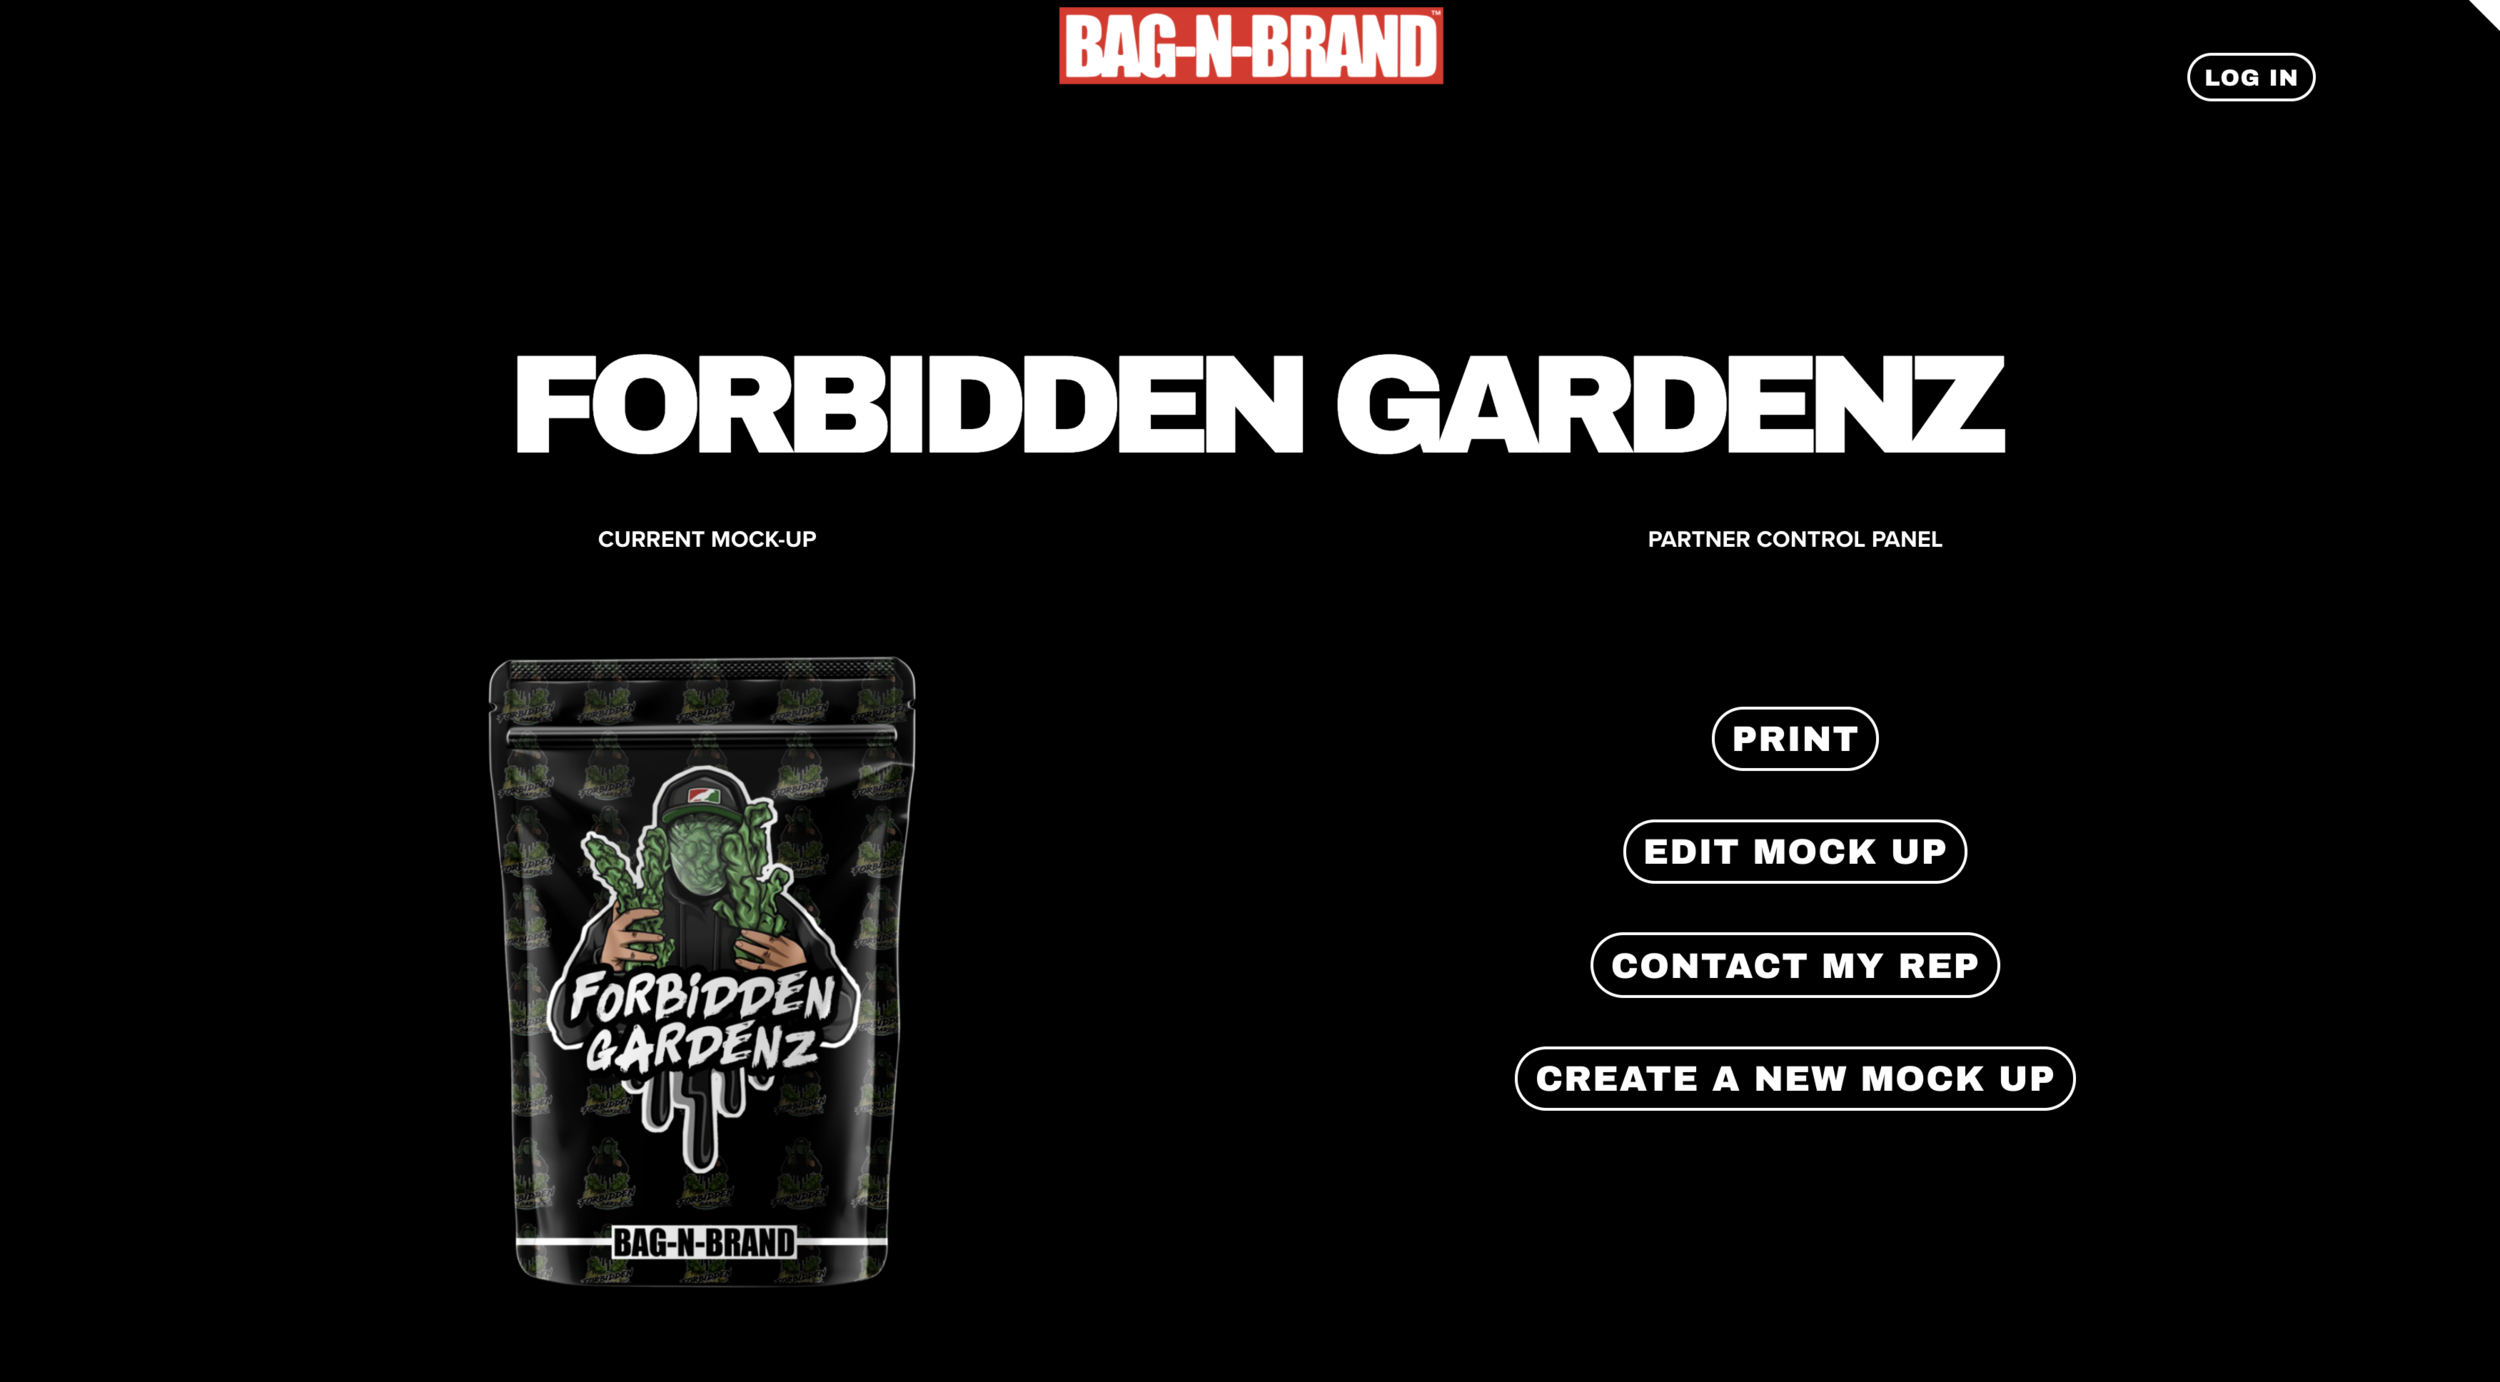 BAG-N-BRAND™
LOG IN
FORBIDDEN GARDENZ
CURRENT MOCK-UP
PARTNER CONTROL PANEL
FORBiDDEN
GARDENZ
BAG-N-BRAND
PRINT
EDIT MOCK UP
CONTACT MY REP
CREATE A NEW MOCK UP